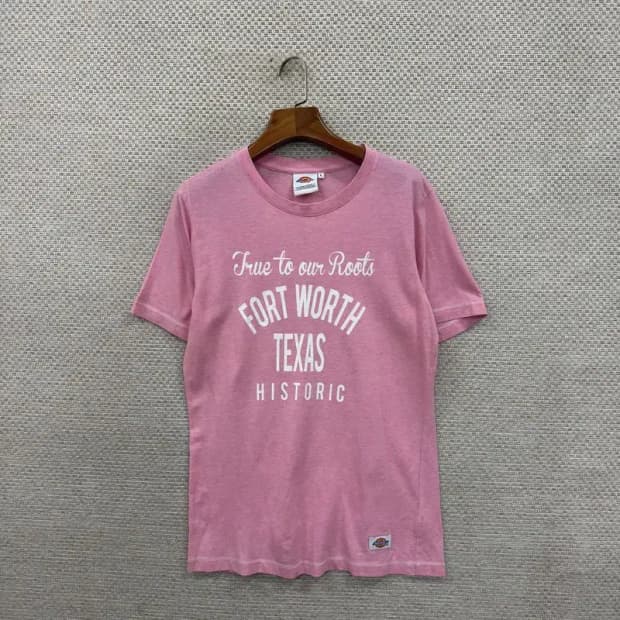 True to our Roots
FORT WORTH
TEXAS
HISTORIC